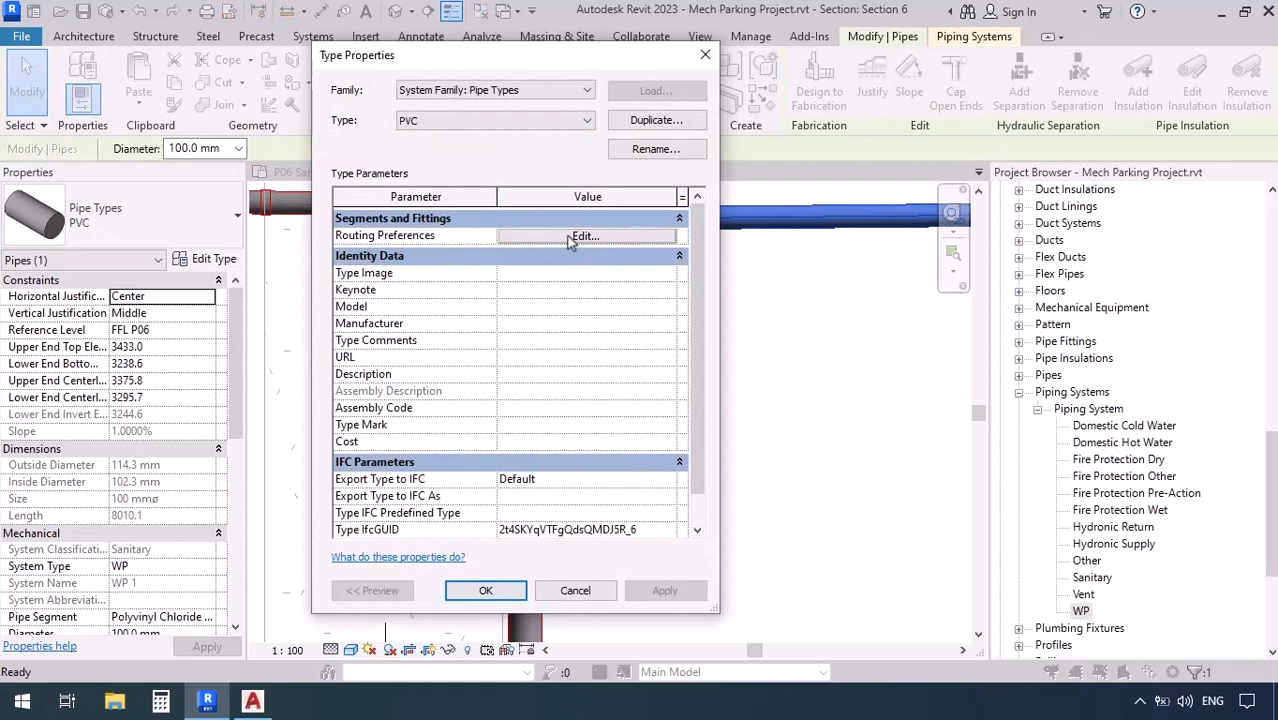 Autodesk Revit 2023 - Mech Parking Project.rvt - Section: Section 6
Sign In
File Architecture Structure Steel Precast Systems Insert Annotate Analyze Massing & Site Collaborate View Manage Add-Ins Modify | Pipes Piping Systems
Modify
Properties
Paste
Cope
Cut
Join
Design to Fabrication
Justify
Slope
Cap Open Ends
Add Separation
Edit Separation
Remove Separation
Add Insulation
Edit Insulation
Remove Insulation
Select Properties Clipboard Geometry Create Fabrication Edit Hydraulic Separation Pipe Insulation
Modify | Pipes Diameter: 100.0 mm
Properties
Pipe Types
PVC
Pipes (1) Edit Type
Constraints
Horizontal Justific... Center
Vertical Justification Middle
Reference Level FFL P06
Upper End Top Ele... 3433.0
Lower End Botto... 3238.6
Upper End Centerl... 3375.8
Lower End Centerl... 3295.7
Lower End Invert E... 3244.6
Slope 1.0000%
Dimensions
Outside Diameter 114.3 mm
Inside Diameter 102.3 mm
Size 100 mmø
Length 8010.1
Mechanical
System Classificati... Sanitary
System Type WP
System Name WP 1
System Abbreviati...
Pipe Segment Polyvinyl Chloride ...
Diameter 100.0 mm
Properties help Apply
P06 San
Type Properties
Family: System Family: Pipe Types Load...
Type: PVC Duplicate...
Rename...
Type Parameters
Parameter Value =
Segments and Fittings
Routing Preferences Edit...
Identity Data
Type Image
Keynote
Model
Manufacturer
Type Comments
URL
Description
Assembly Description
Assembly Code
Type Mark
Cost
IFC Parameters
Export Type to IFC Default
Export Type to IFC As
Type IFC Predefined Type
Type IfcGUID 2t4SKYqVTFgQdsQMDJ5R_6
What do these properties do?
<< Preview OK Cancel Apply
Project Browser - Mech Parking Project.rvt
Duct Insulations
Duct Linings
Duct Systems
Ducts
Flex Ducts
Flex Pipes
Floors
Mechanical Equipment
Pattern
Pipe Fittings
Pipe Insulations
Pipes
Piping Systems
Piping System
Domestic Cold Water
Domestic Hot Water
Fire Protection Dry
Fire Protection Other
Fire Protection Pre-Action
Fire Protection Wet
Hydronic Return
Hydronic Supply
Other
Sanitary
Vent
WP
Plumbing Fixtures
Profiles
1 : 100
Ready :0 Main Model :1
ENG